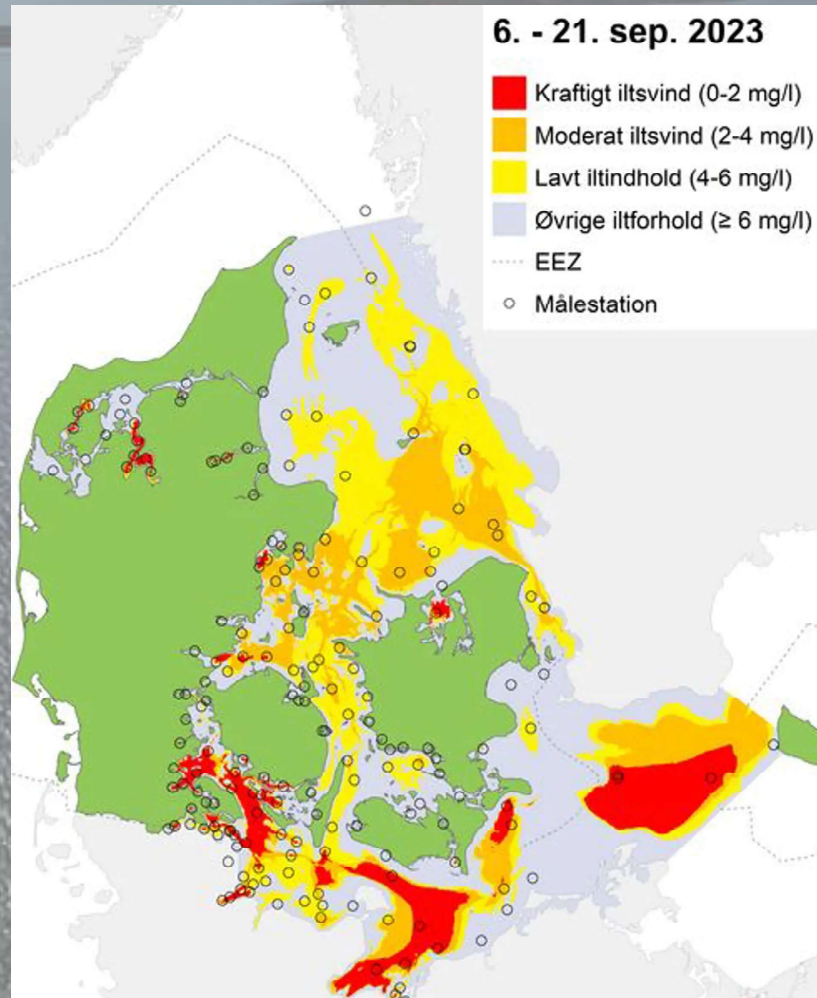 6. - 21. sep. 2023
Kraftigt iltsvind (0-2 mg/l)
Moderat iltsvind (2-4 mg/l)
Lavt iltindhold (4-6 mg/l)
Øvrige iltforhold (≥ 6 mg/l)
EEZ
Målestation